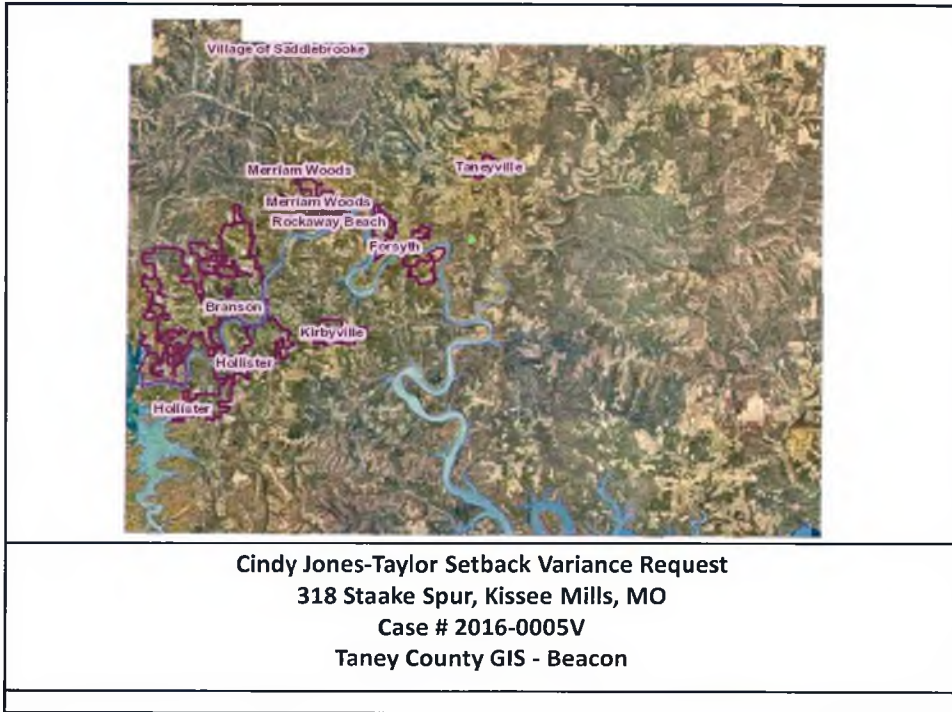 Village of Saddlebrooke
Merriam Woods
Taneyville
Merriam Woods
Rockaway Beach
Forsyth
Branson
Kirbyville
Hollister
Hollister
Cindy Jones-Taylor Setback Variance Request
318 Staake Spur, Kissee Mills, MO
Case # 2016-0005V
Taney County GIS - Beacon